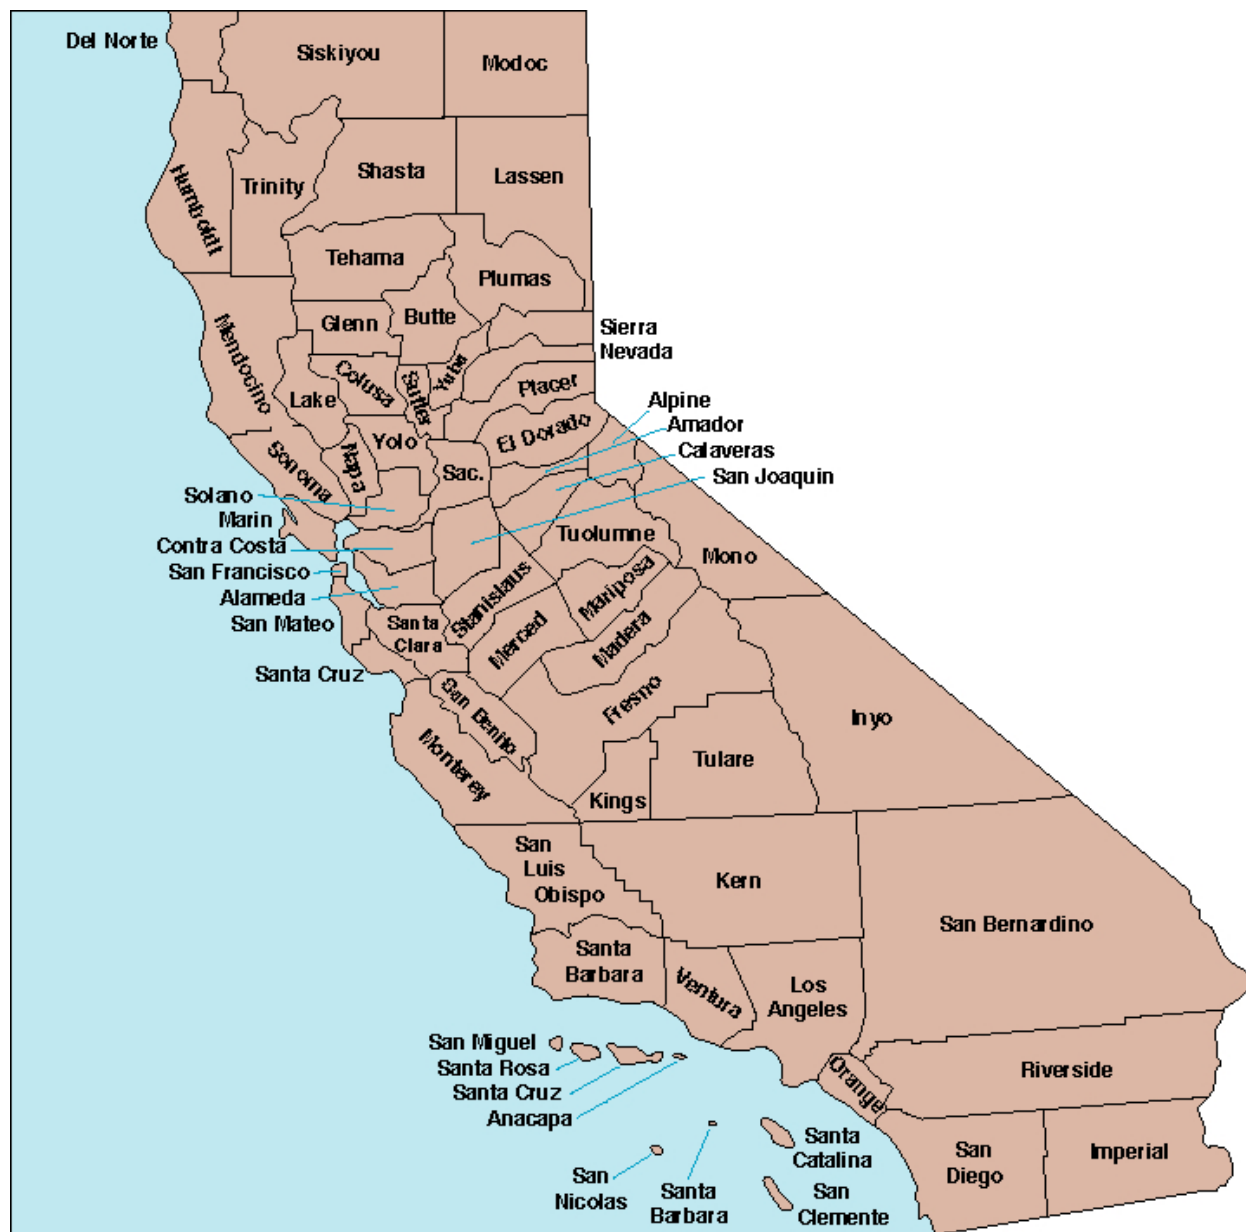 Del Norte
Siskiyou
Modoc
Humboldt
Trinity
Shasta
Lassen
Tehama
Plumas
Mendocino
Glenn
Butte
Sierra
Nevada
Yuba
Colusa
Sutter
Lake
Placer
Alpine
Amador
Calaveras
San Joaquin
El Dorado
Yolo
Napa
Sonoma
Sac.
Solano
Marin
Contra Costa
San Francisco
Alameda
San Mateo
Santa Cruz
Tuolumne
Mono
Stanislaus
Mariposa
Santa
Clara
Merced
Madera
San Benito
Fresno
Inyo
Monterey
Tulare
Kings
San
Luis
Obispo
Kern
San Bernardino
Santa
Barbara
Ventura
Los
Angeles
San Miguel
Santa Rosa
Santa Cruz
Anacapa
Orange
Riverside
San
Nicolas
Santa
Barbara
Santa
Catalina
San
Clemente
San
Diego
Imperial